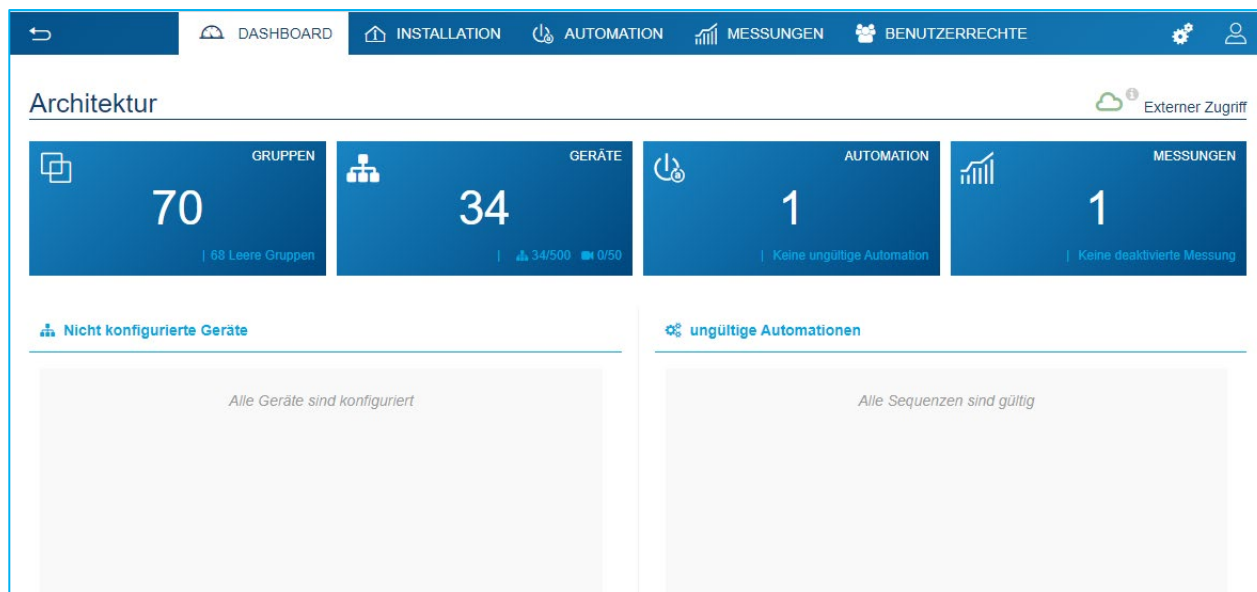 DASHBOARD INSTALLATION AUTOMATION MESSUNGEN BENUTZERRECHTE
Architektur
Externer Zugriff
GRUPPEN
70
| 68 Leere Gruppen
GERÄTE
34
| 34/500 0/50
AUTOMATION
1
| Keine ungültige Automation
MESSUNGEN
1
| Keine deaktivierte Messung
Nicht konfigurierte Geräte
Alle Geräte sind konfiguriert
ungültige Automationen
Alle Sequenzen sind gültig